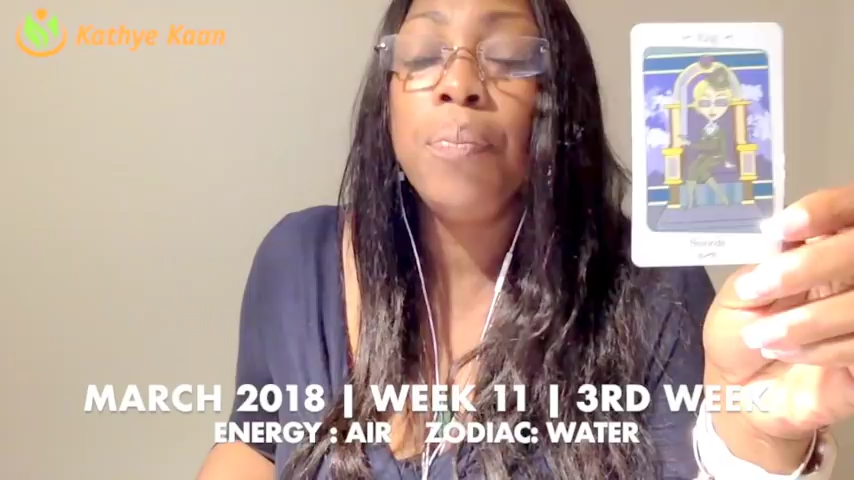 Kathye Kaan
King
Swords
MARCH 2018 | WEEK 11 | 3RD WEEK
ENERGY : AIR ZODIAC: WATER